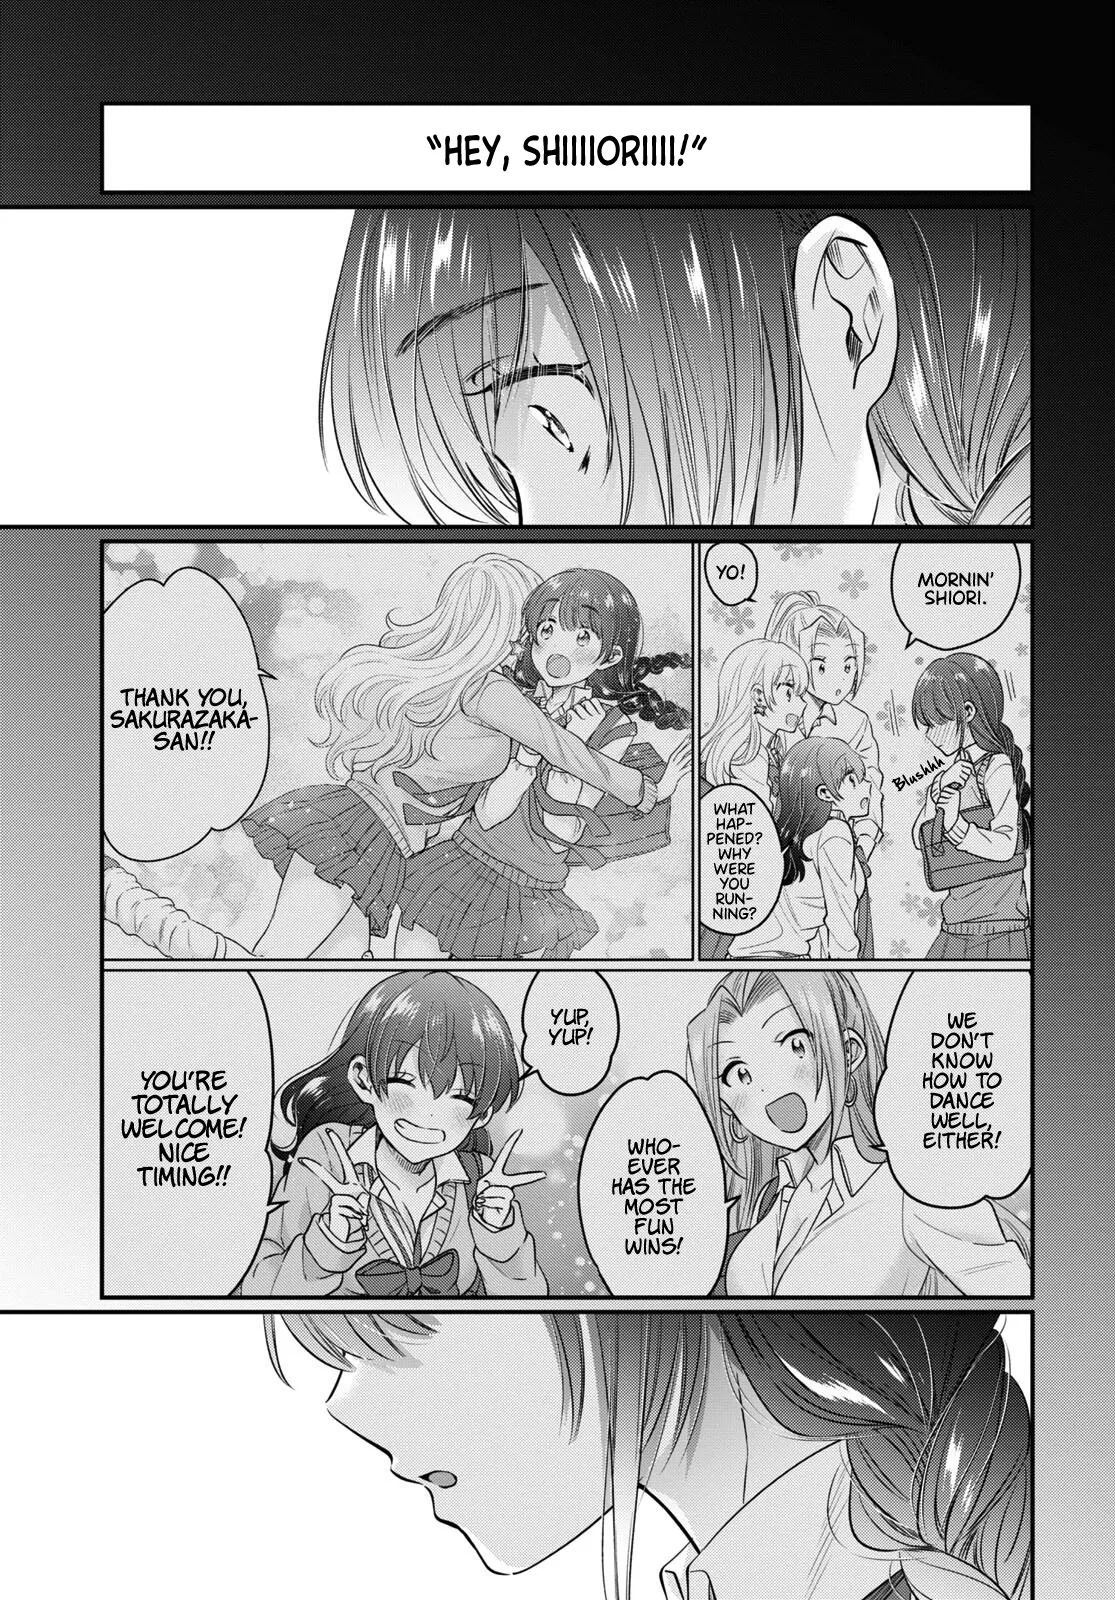 "HEY, SHIIIIORIIII!"
MORNIN'
SHIORI.
YO!
Blushhh
WHAT
HAP-
PENED?
WHY
WERE
YOU
RUN-
NING?
THANK YOU,
SAKURAZAKA-
SAN!!
WE
DON'T
KNOW
HOW TO
DANCE
WELL,
EITHER!
WHO-
EVER
HAS THE
MOST
FUN
WINS!
YUP,
YUP!
YOU'RE
TOTALLY
WELCOME!
NICE
TIMING!!